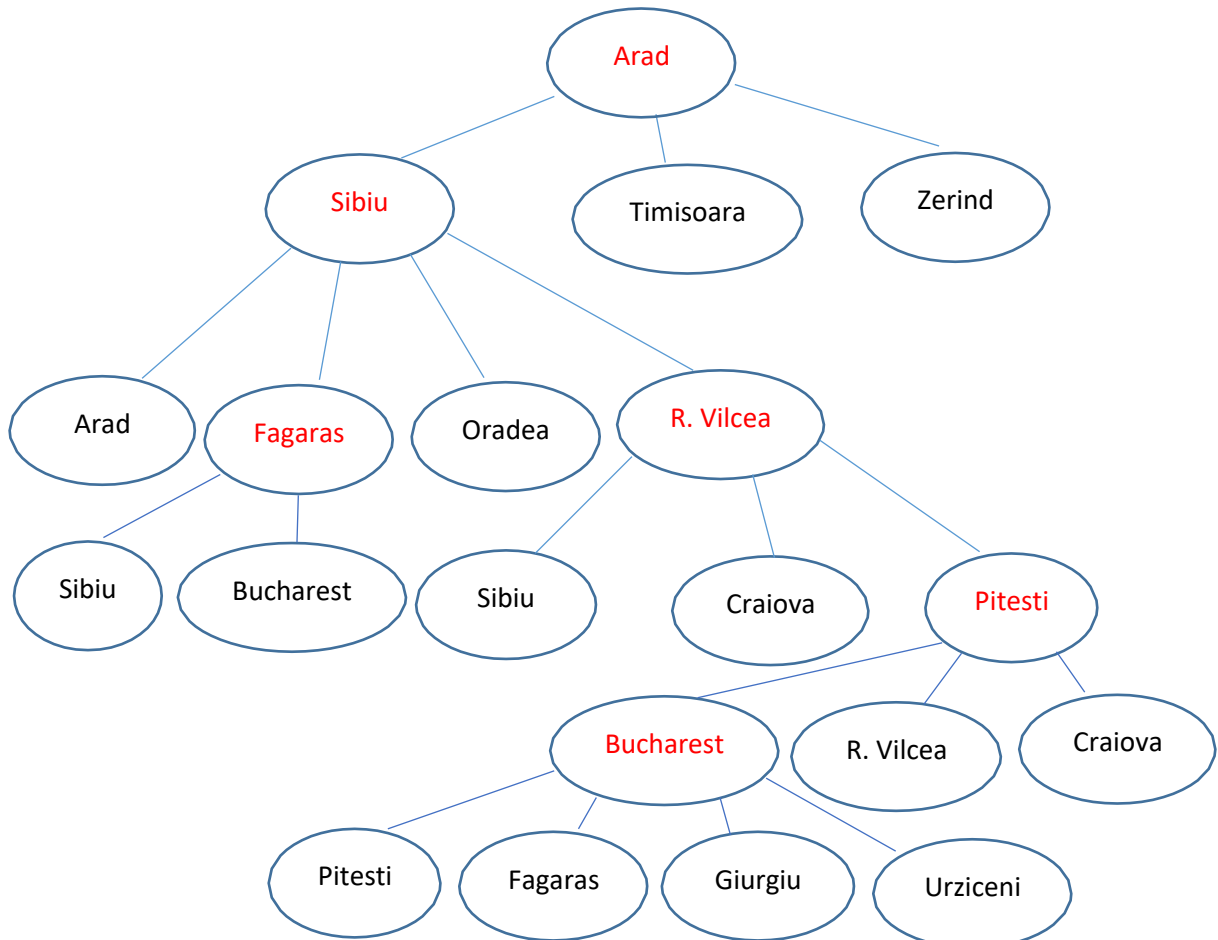 Arad
Sibiu
Timisoara
Zerind
Arad
Fagaras
Oradea
R. Vilcea
Sibiu
Bucharest
Sibiu
Craiova
Pitesti
Bucharest
R. Vilcea
Craiova
Pitesti
Fagaras
Giurgiu
Urziceni